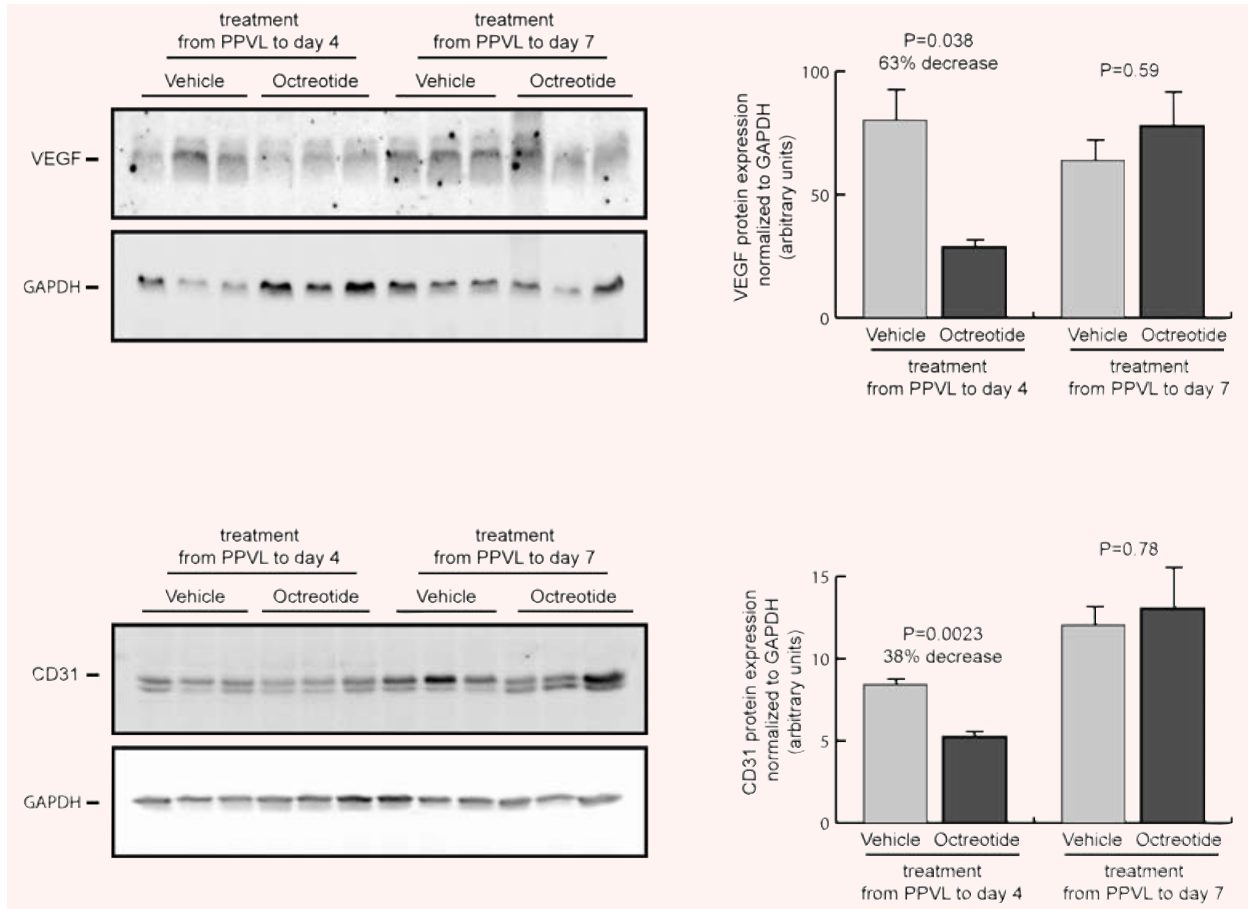 treatment
from PPVL to day 4
treatment
from PPVL to day 7
Vehicle
Octreotide
Vehicle
Octreotide
VEGF
GAPDH
P=0.038
63% decrease
P=0.59
100
50
0
VEGF protein expression
normalized to GAPDH
(arbitrary units)
Vehicle
Octreotide
Vehicle
Octreotide
treatment
from PPVL to day 4
treatment
from PPVL to day 7
treatment
from PPVL to day 4
treatment
from PPVL to day 7
Vehicle
Octreotide
Vehicle
Octreotide
CD31
GAPDH
P=0.0023
38% decrease
P=0.78
15
10
5
0
CD31 protein expression
normalized to GAPDH
(arbitrary units)
Vehicle
Octreotide
Vehicle
Octreotide
treatment
from PPVL to day 4
treatment
from PPVL to day 7